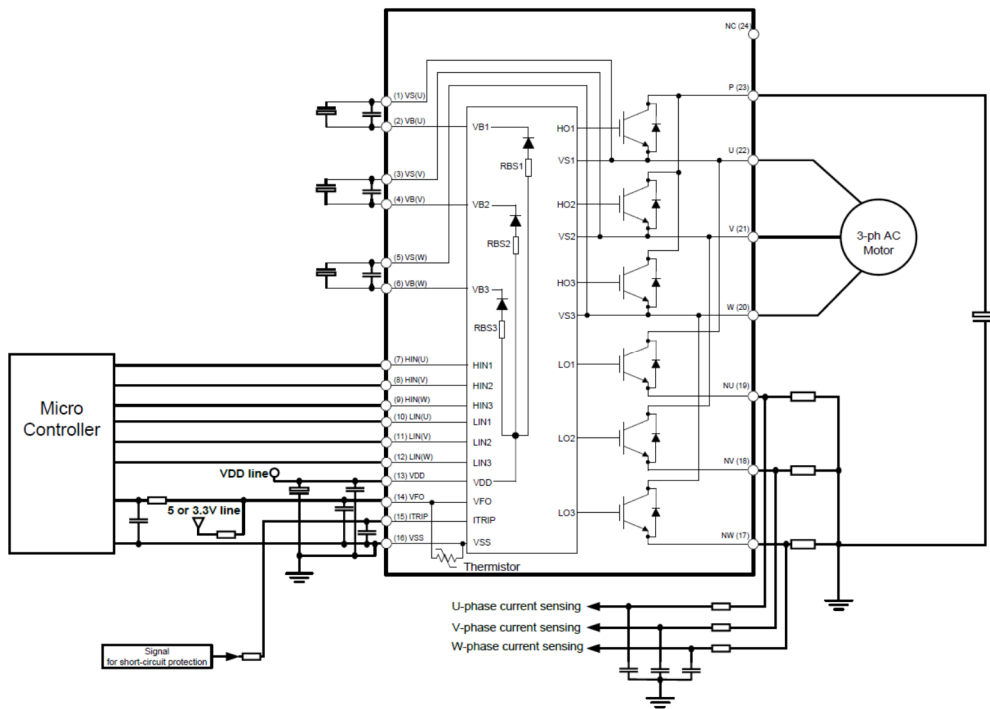 NC (24)
(1) VS(U)
(2) VB(U)
(3) VS(V)
(4) VB(V)
(5) VS(W)
(6) VB(W)
(7) HIN(U)
(8) HIN(V)
(9) HIN(W)
(10) LIN(U)
(11) LIN(V)
(12) LIN(W)
(13) VDD
(14) VFO
(15) ITRIP
(16) VSS
VB1
RBS1
VB2
RBS2
VB3
RBS3
HIN1
HIN2
HIN3
LIN1
LIN2
LIN3
VDD
VFO
ITRIP
VSS
Thermistor
HO1
VS1
HO2
VS2
HO3
VS3
LO1
LO2
LO3
P (23)
U (22)
V (21)
W (20)
NU (19)
NV (18)
NW (17)
3-ph AC
Motor
Micro
Controller
VDD line
5 or 3.3V line
Signal
for short-circuit protection
U-phase current sensing
V-phase current sensing
W-phase current sensing